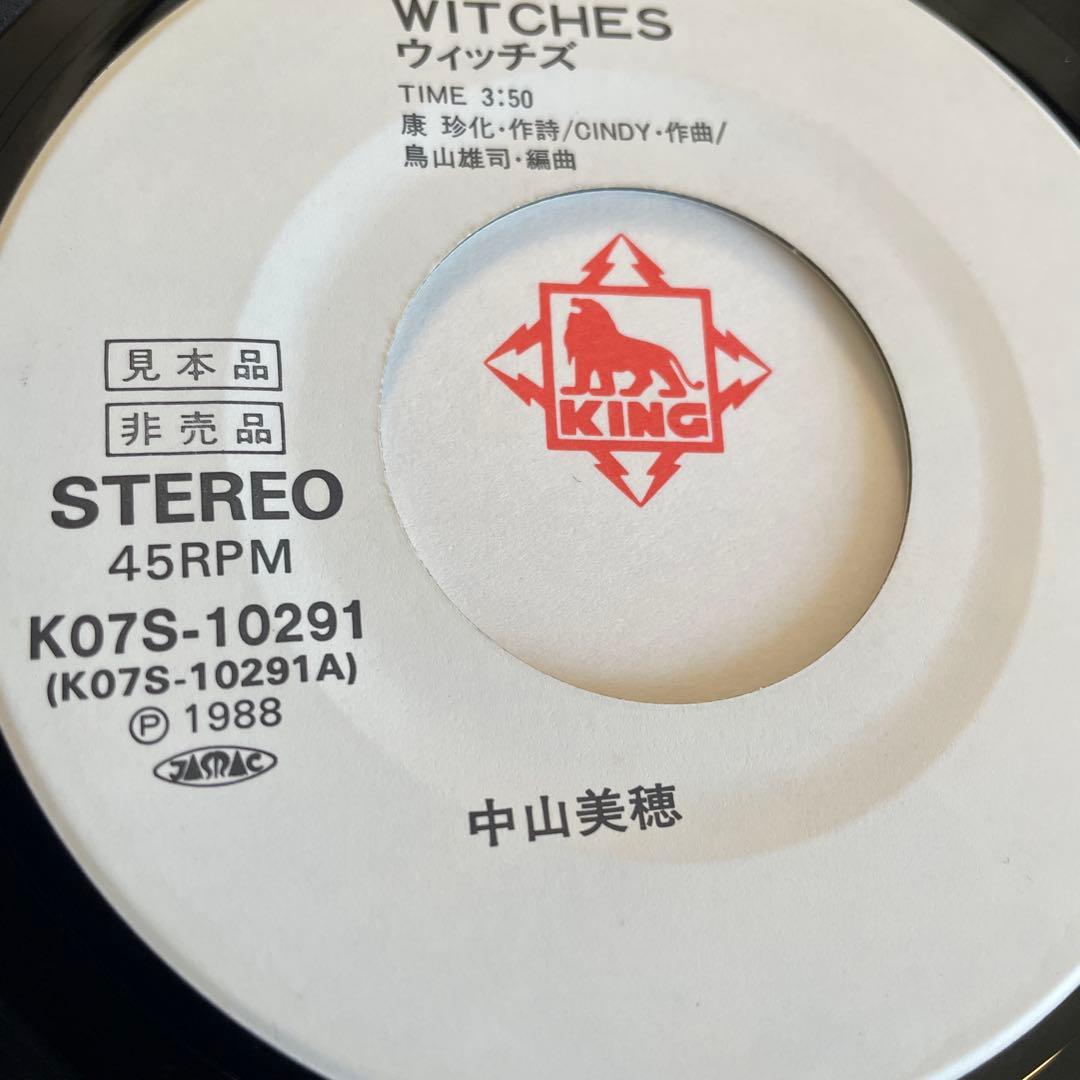 WITCHES
ウィッチズ
TIME 3:50
康 珍化・作詩/CINDY・作曲/
鳥山雄司・編曲
KING
見本品
非売品
STEREO
45RPM
K07S-10291
(K07S-10291A)
Ⓟ 1988
JASRAC
中山美穂